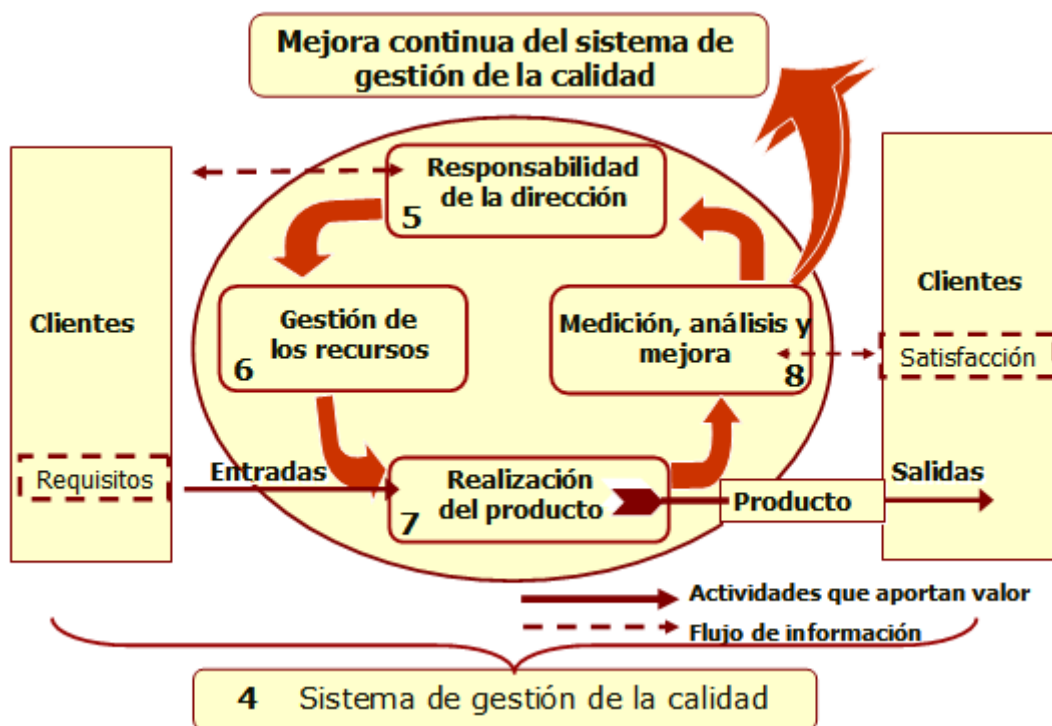 Mejora continua del sistema de
gestión de la calidad
Responsabilidad
de la dirección
5
Clientes
Gestión de
los recursos
6
Medición, análisis y
mejora
8
Clientes
Satisfacción
Requisitos
Entradas
Realización
del producto
7
Producto
Salidas
Actividades que aportan valor
Flujo de información
4 Sistema de gestión de la calidad